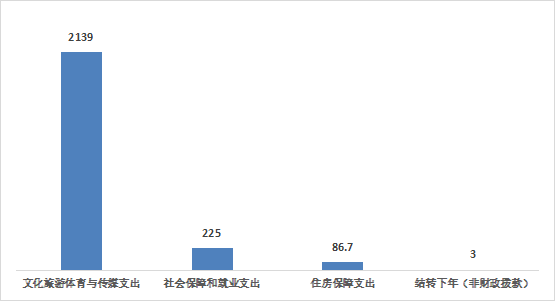 2139
225
86.7
3
文化旅游体育与传媒支出
社会保障和就业支出
住房保障支出
结转下年（非财政拨款）